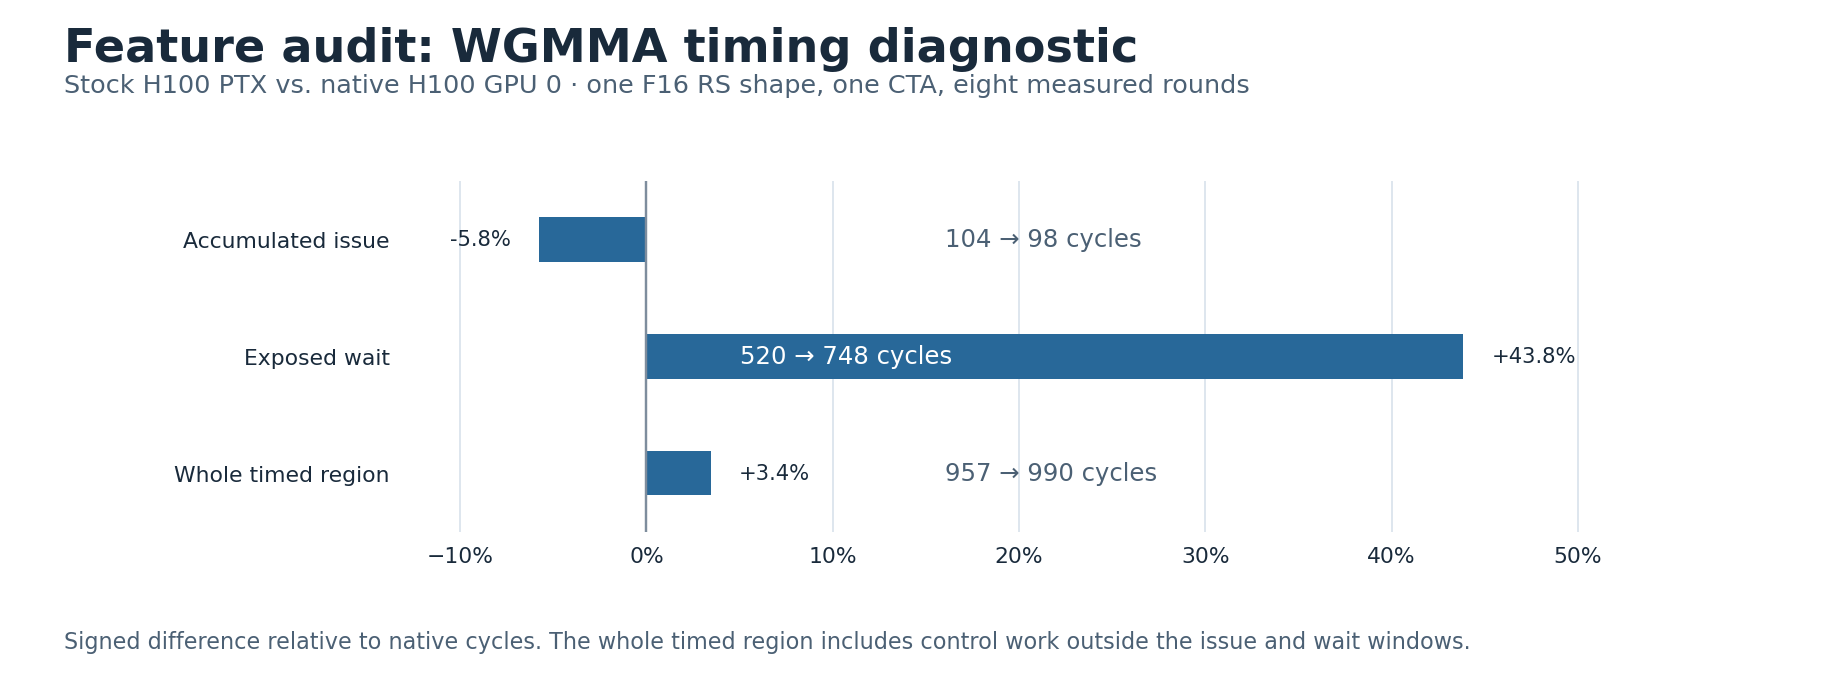 Feature audit: WGMMA timing diagnostic
Stock H100 PTX vs. native H100 GPU 0 · one F16 RS shape, one CTA, eight measured rounds
Accumulated issue
-5.8%
104 → 98 cycles
Exposed wait
520 → 748 cycles
+43.8%
Whole timed region
+3.4%
957 → 990 cycles
−10% 0% 10% 20% 30% 40% 50%
Signed difference relative to native cycles. The whole timed region includes control work outside the issue and wait windows.